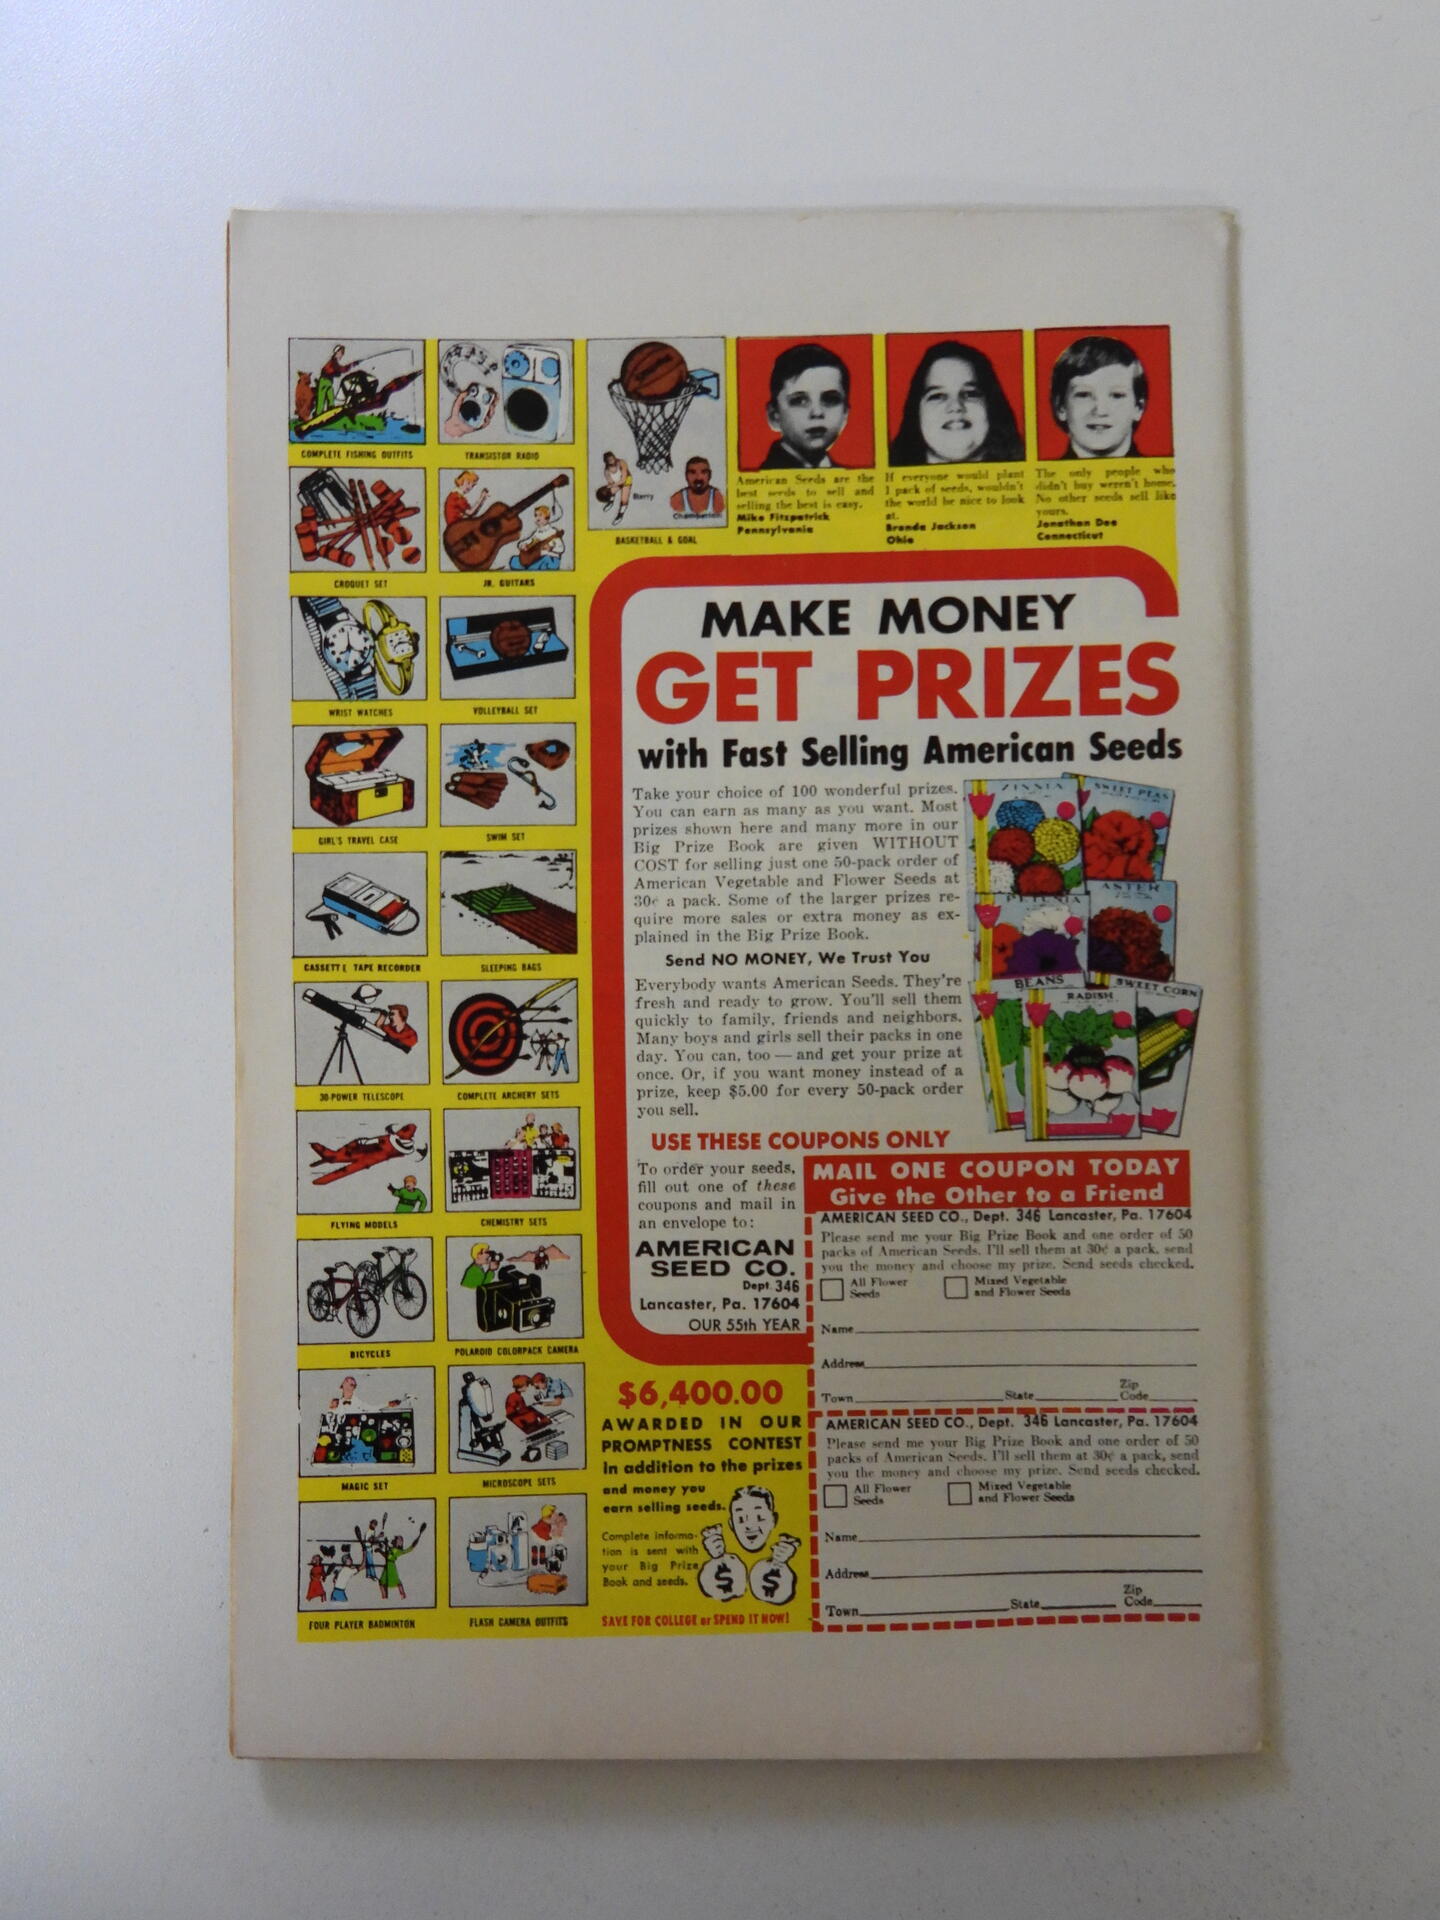 COMPLETE FISHING OUTFITS
TRANSISTOR RADIO
CROQUET SET
JR. GUITARS
WRIST WATCHES
VOLLEYBALL SET
GIRL'S TRAVEL CASE
SWIM SET
CASSETTE TAPE RECORDER
SLEEPING BAGS
30-POWER TELESCOPE
COMPLETE ARCHERY SETS
FLYING MODELS
CHEMISTRY SETS
BICYCLES
POLAROID COLORPACK CAMERA
MAGIC SET
MICROSCOPE SETS
FOUR PLAYER BADMINTON
FLASH CAMERA OUTFITS
Barry
Chamberlain
BASKETBALL & GOAL
American Seeds are the
best seeds to sell and
selling the best is easy.
Mike Fitzpatrick
Pennsylvania
If everyone would plant
1 pack of seeds, wouldn't
the world be nice to look
at.
Brenda Jackson
Ohio
The only people who
didn't buy weren't home.
No other seeds sell like
yours.
Jonathan Dee
Connecticut
MAKE MONEY
GET PRIZES
with Fast Selling American Seeds
Take your choice of 100 wonderful prizes.
You can earn as many as you want. Most
prizes shown here and many more in our
Big Prize Book are given WITHOUT
COST for selling just one 50-pack order of
American Vegetable and Flower Seeds at
30¢ a pack. Some of the larger prizes re-
quire more sales or extra money as ex-
plained in the Big Prize Book.
Send NO MONEY, We Trust You
Everybody wants American Seeds. They're
fresh and ready to grow. You'll sell them
quickly to family, friends and neighbors.
Many boys and girls sell their packs in one
day. You can, too — and get your prize at
once. Or, if you want money instead of a
prize, keep $5.00 for every 50-pack order
you sell.
ZINNIA
SWEET PEAS
PETUNIA
ASTER
BEANS
RADISH
SWEET CORN
USE THESE COUPONS ONLY
To order your seeds,
fill out one of these
coupons and mail in
an envelope to:
AMERICAN
SEED CO.
Dept. 346
Lancaster, Pa. 17604
OUR 55th YEAR
MAIL ONE COUPON TODAY
Give the Other to a Friend
AMERICAN SEED CO., Dept. 346 Lancaster, Pa. 17604
Please send me your Big Prize Book and one order of 50
packs of American Seeds. I'll sell them at 30¢ a pack, send
you the money and choose my prize. Send seeds checked.
All Flower
Seeds
Mixed Vegetable
and Flower Seeds
Name
Address
Town State Zip Code
AMERICAN SEED CO., Dept. 346 Lancaster, Pa. 17604
Please send me your Big Prize Book and one order of 50
packs of American Seeds. I'll sell them at 30¢ a pack, send
you the money and choose my prize. Send seeds checked.
All Flower
Seeds
Mixed Vegetable
and Flower Seeds
Name
Address
Town State Zip Code
$6,400.00
AWARDED IN OUR
PROMPTNESS CONTEST
In addition to the prizes
and money you
earn selling seeds.
Complete informa-
tion is sent with
your Big Prize
Book and seeds.
$ $
SAVE FOR COLLEGE or SPEND IT NOW!